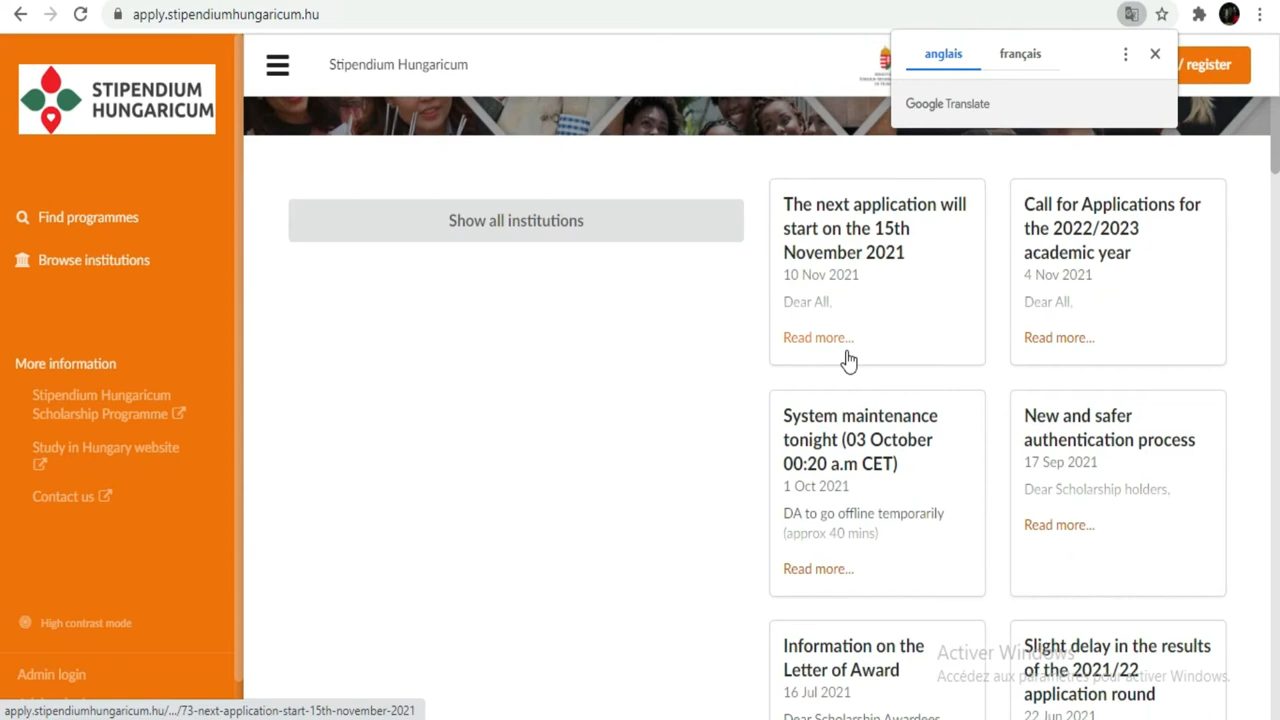 apply.stipendiumhungaricum.hu
STIPENDIUM
HUNGARICUM
Find programmes
Browse institutions
More information
Stipendium Hungaricum
Scholarship Programme
Study in Hungary website
Contact us
High contrast mode
Admin login
apply.stipendiumhungaricum.hu/.../73-next-application-start-15th-november-2021
Stipendium Hungaricum
/ register
anglais
français
Google Translate
Show all institutions
The next application will
start on the 15th
November 2021
10 Nov 2021
Dear All,
Read more...
Call for Applications for
the 2022/2023
academic year
4 Nov 2021
Dear All,
Read more...
System maintenance
tonight (03 October
00:20 a.m CET)
1 Oct 2021
DA to go offline temporarily
(approx 40 mins)
Read more...
New and safer
authentication process
17 Sep 2021
Dear Scholarship holders,
Read more...
Information on the
Letter of Award
16 Jul 2021
Dear Scholarship Awardees
Slight delay in the results
of the 2021/22
application round
22 Jun 2021
Activer Windows
Accédez aux paramètres pour activer Windows.